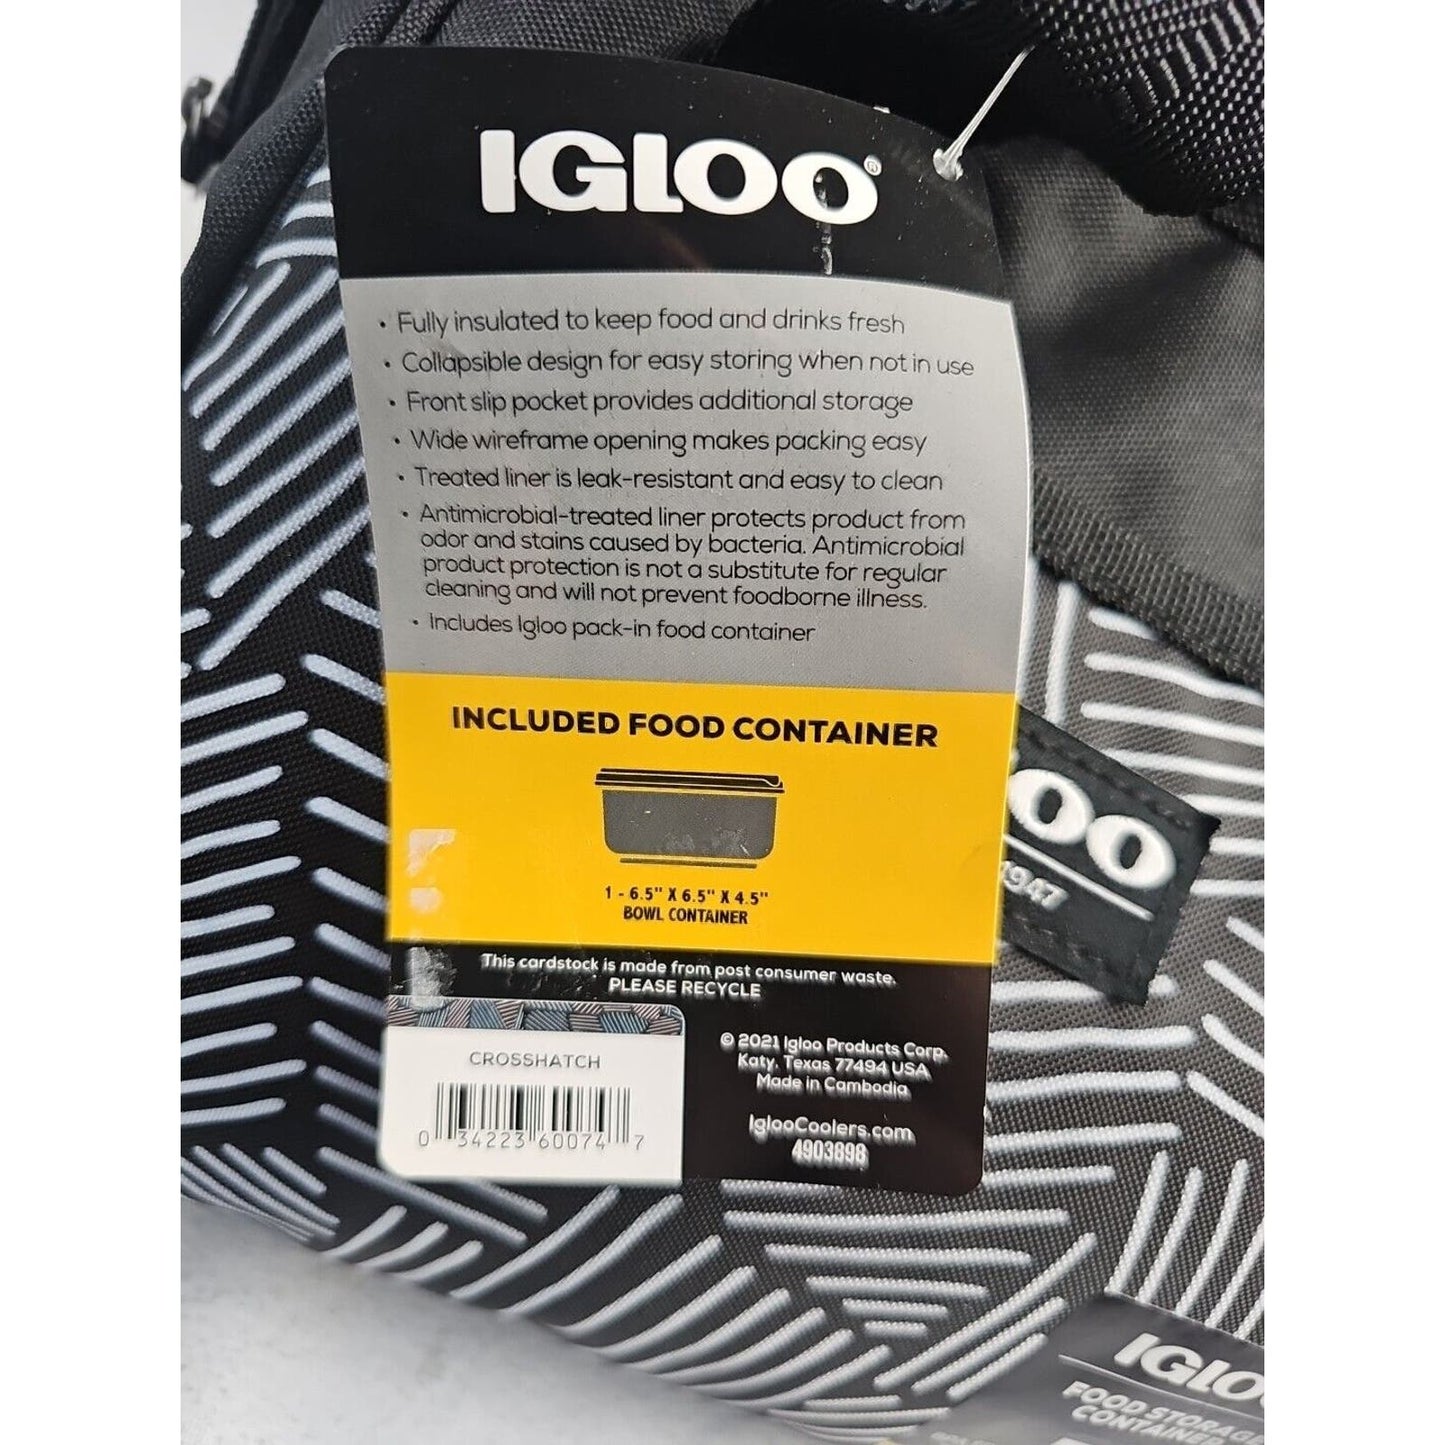 IGLOO®
• Fully insulated to keep food and drinks fresh
• Collapsible design for easy storing when not in use
• Front slip pocket provides additional storage
• Wide wireframe opening makes packing easy
• Treated liner is leak-resistant and easy to clean
• Antimicrobial-treated liner protects product from
odor and stains caused by bacteria. Antimicrobial
product protection is not a substitute for regular
cleaning and will not prevent foodborne illness.
• Includes Igloo pack-in food container
INCLUDED FOOD CONTAINER
1 - 6.5" X 6.5" X 4.5"
BOWL CONTAINER
This cardstock is made from post consumer waste.
PLEASE RECYCLE
CROSSHATCH
0 34223 60074 7
© 2021 Igloo Products Corp.
Katy, Texas 77494 USA
Made in Cambodia
IglooCoolers.com
4903898
OO
1947
IGLOO
FOOD STORAGE
CONTAINER